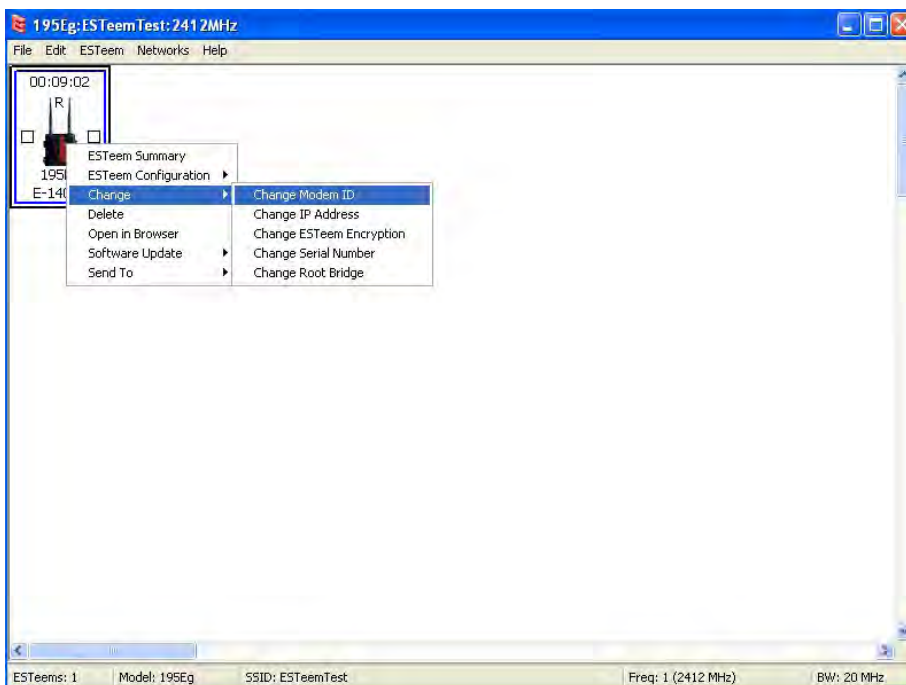 195Eg:ESTeemTest:2412MHz
File Edit ESTeem Networks Help
00:09:02
R
ESTeem Summary
ESTeem Configuration
Change
Delete
Open in Browser
Software Update
Send To
Change Modem ID
Change IP Address
Change ESTeem Encryption
Change Serial Number
Change Root Bridge
ESTeems: 1 Model: 195Eg SSID: ESTeemTest Freq: 1 (2412 MHz) BW: 20 MHz